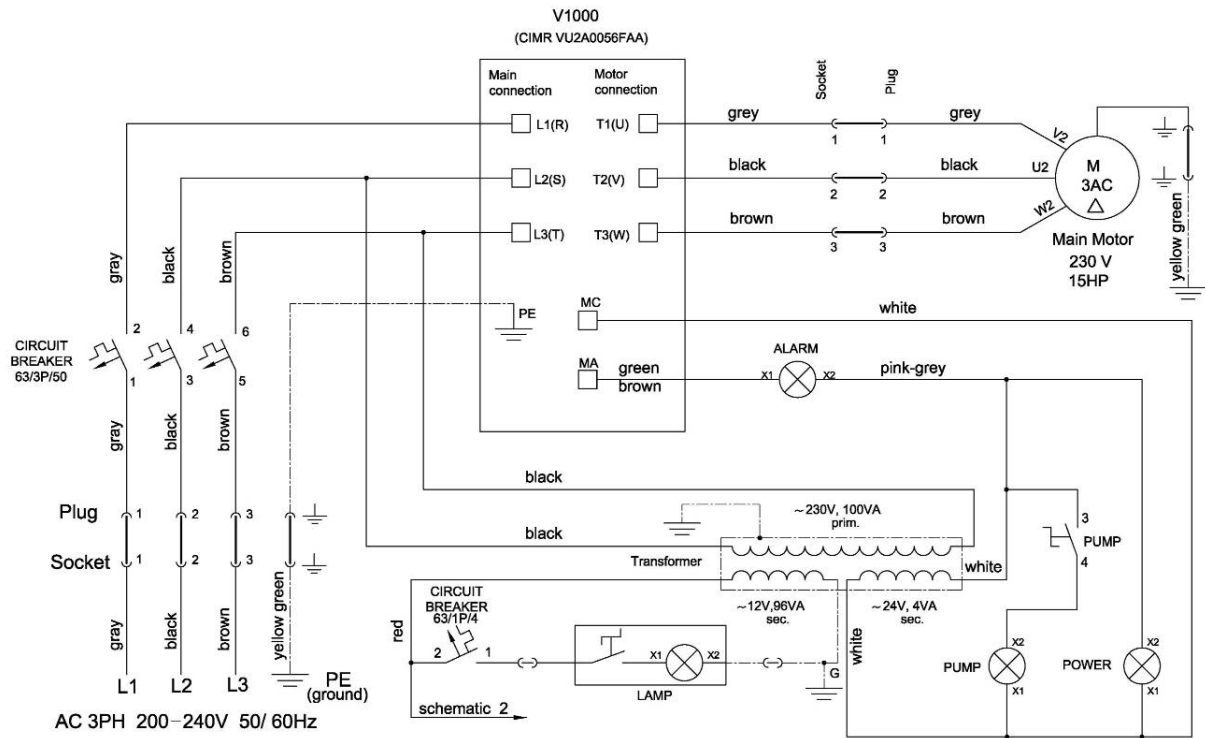 V1000
(CIMR VU2A0056FAA)
Main
connection
Motor
connection
Socket
Plug
L1(R)
T1(U)
grey
1
1
grey
V2
L2(S)
T2(V)
black
2
2
black
U2
M
3AC
L3(T)
T3(W)
brown
3
3
brown
W2
Main Motor
230 V
15HP
yellow green
gray
black
brown
PE
MC
white
CIRCUIT
BREAKER
63/3P/50
2
4
6
1
3
5
MA
green
brown
ALARM
X1
X2
pink-grey
gray
black
brown
black
Plug
1
2
3
Socket
1
2
3
black
~230V, 100VA
prim.
Transformer
white
3
PUMP
4
~12V,96VA
sec.
~24V, 4VA
sec.
white
yellow green
gray
black
brown
red
CIRCUIT
BREAKER
63/1P/4
2
1
X1
X2
LAMP
G
PUMP
X2
X1
POWER
X2
X1
schematic 2
L1
L2
L3
PE
(ground)
AC 3PH 200-240V 50/ 60Hz